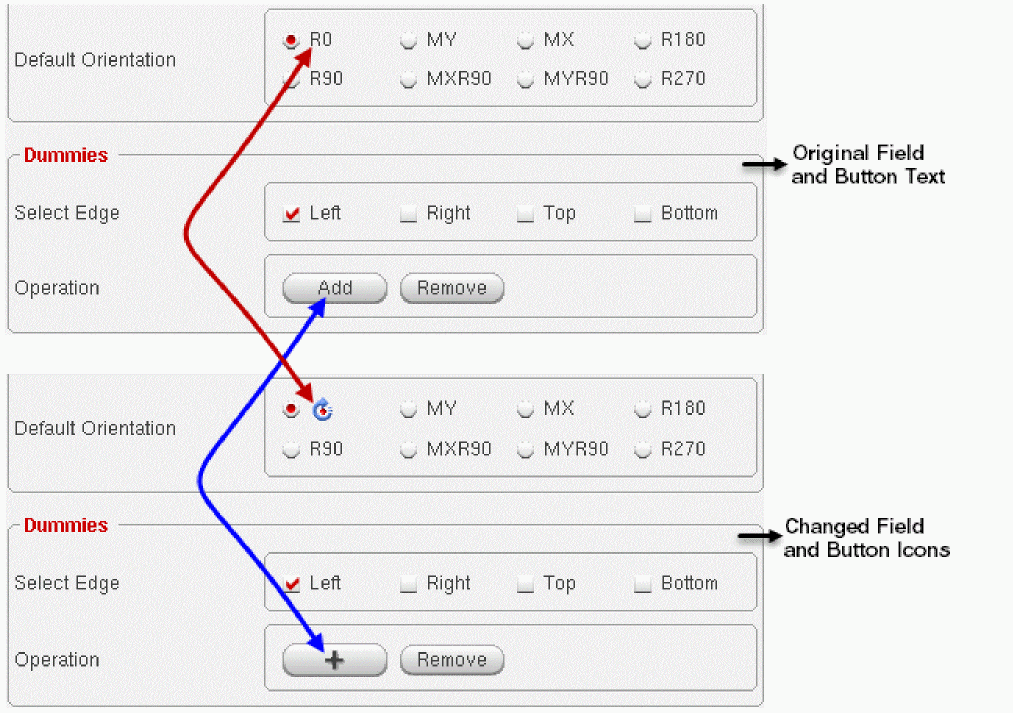 R0 MY MX R180
Default Orientation
R90 MXR90 MYR90 R270
Dummies
Original Field
and Button Text
Select Edge Left Right Top Bottom
Operation Add Remove
MY MX R180
Default Orientation
R90 MXR90 MYR90 R270
Dummies
Changed Field
and Button Icons
Select Edge Left Right Top Bottom
Operation Remove